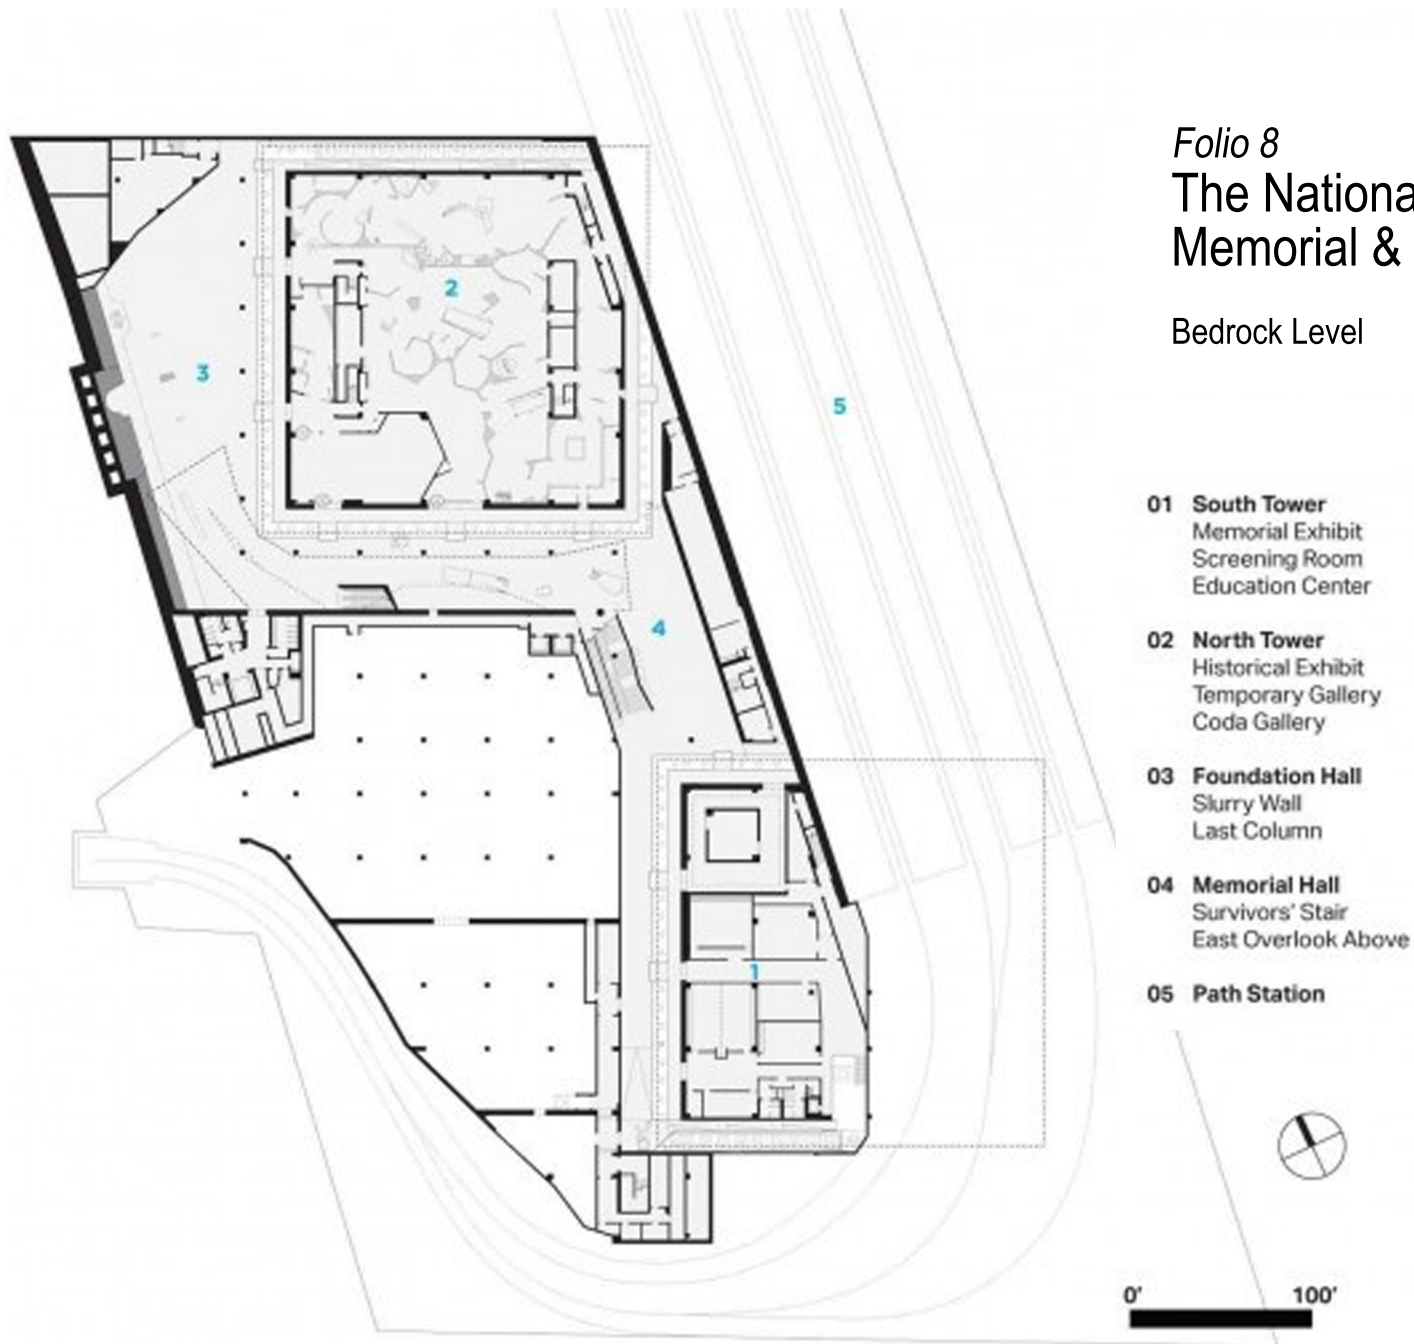 Folio 8
The Nationa
Memorial &
Bedrock Level
2
3
5
4
1
01 South Tower
Memorial Exhibit
Screening Room
Education Center
02 North Tower
Historical Exhibit
Temporary Gallery
Coda Gallery
03 Foundation Hall
Slurry Wall
Last Column
04 Memorial Hall
Survivors' Stair
East Overlook Above
05 Path Station
0' 100'